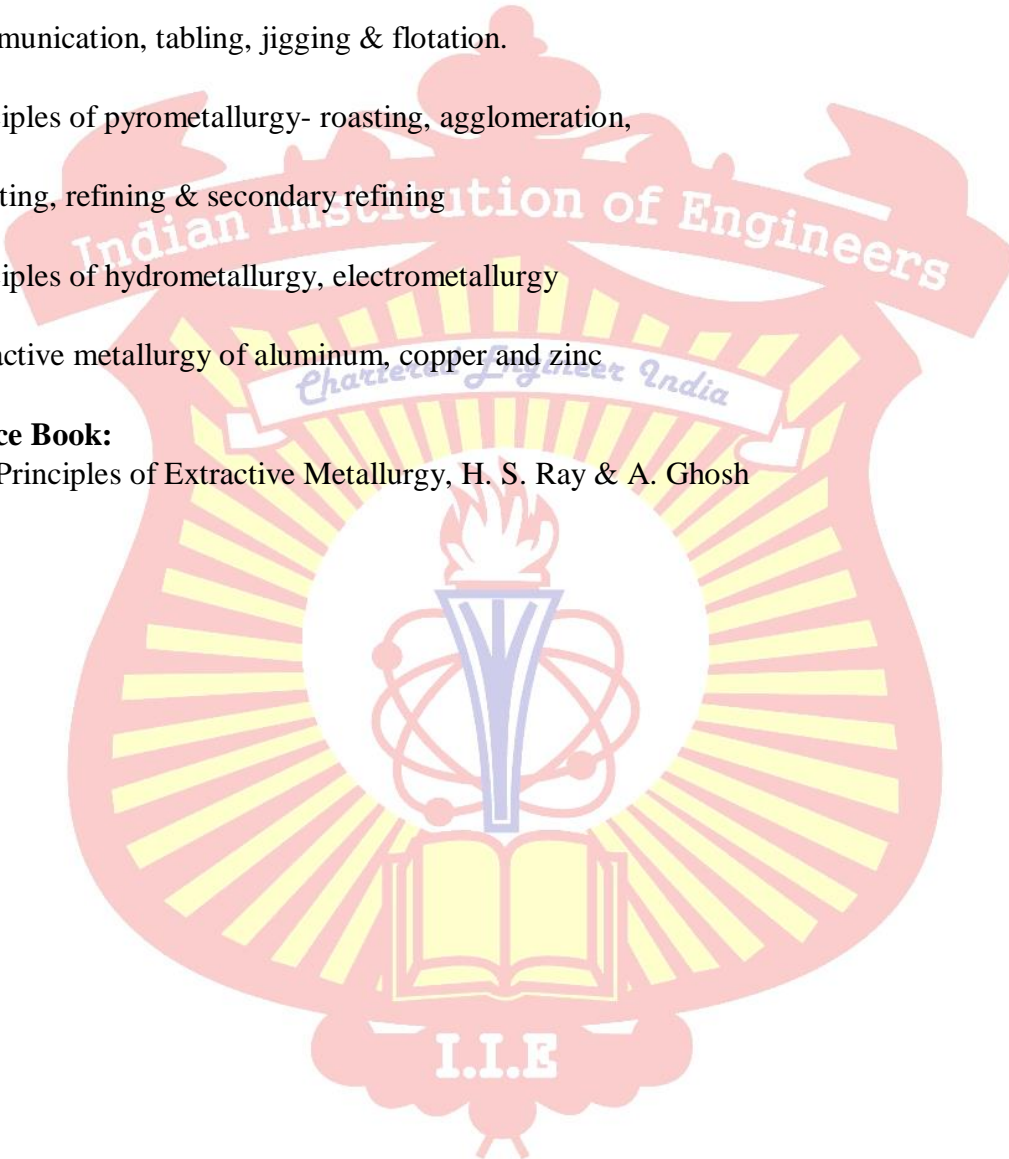 munication, tabling, jigging & flotation.
iples of pyrometallurgy- roasting, agglomeration,
ting, refining & secondary refining
Indian Institution of Engineers
iples of hydrometallurgy, electrometallurgy
active metallurgy of aluminum, copper and zinc
Chartered Engineer India
ce Book:
Principles of Extractive Metallurgy, H. S. Ray & A. Ghosh
I.I.E